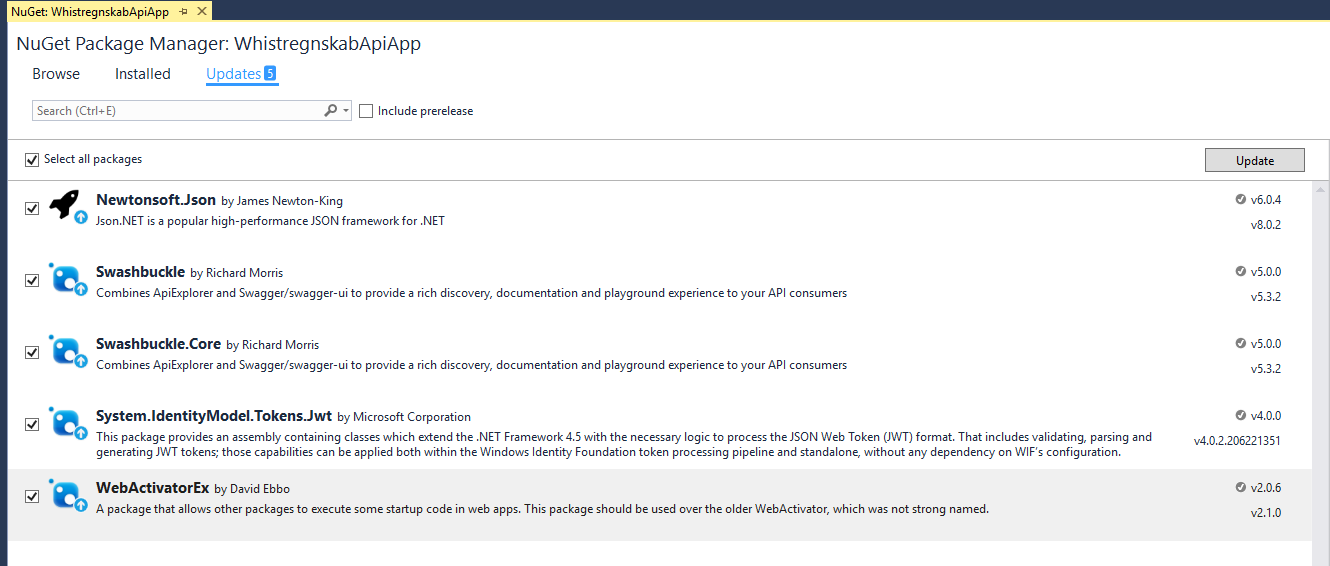 NuGet: WhistregnskabApiApp
NuGet Package Manager: WhistregnskabApiApp
Browse Installed Updates 5
Search (Ctrl+E) Include prerelease
Select all packages Update
Newtonsoft.Json by James Newton-King v6.0.4
Json.NET is a popular high-performance JSON framework for .NET v8.0.2
Swashbuckle by Richard Morris v5.0.0
Combines ApiExplorer and Swagger/swagger-ui to provide a rich discovery, documentation and playground experience to your API consumers v5.3.2
Swashbuckle.Core by Richard Morris v5.0.0
Combines ApiExplorer and Swagger/swagger-ui to provide a rich discovery, documentation and playground experience to your API consumers v5.3.2
System.IdentityModel.Tokens.Jwt by Microsoft Corporation v4.0.0
This package provides an assembly containing classes which extend the .NET Framework 4.5 with the necessary logic to process the JSON Web Token (JWT) format. That includes validating, parsing and v4.0.2.206221351
generating JWT tokens; those capabilities can be applied both within the Windows Identity Foundation token processing pipeline and standalone, without any dependency on WIF's configuration.
WebActivatorEx by David Ebbo v2.0.6
A package that allows other packages to execute some startup code in web apps. This package should be used over the older WebActivator, which was not strong named. v2.1.0